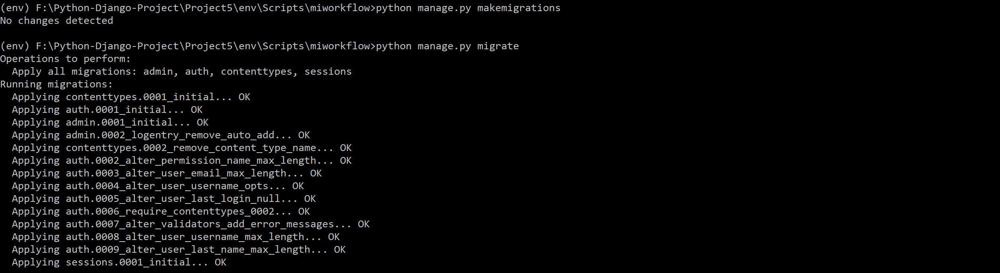 (env) F:\Python-Django-Project\Project5\env\Scripts\miworkflow>python manage.py makemigrations
No changes detected
(env) F:\Python-Django-Project\Project5\env\Scripts\miworkflow>python manage.py migrate
Operations to perform:
  Apply all migrations: admin, auth, contenttypes, sessions
Running migrations:
  Applying contenttypes.0001_initial... OK
  Applying auth.0001_initial... OK
  Applying admin.0001_initial... OK
  Applying admin.0002_logentry_remove_auto_add... OK
  Applying contenttypes.0002_remove_content_type_name... OK
  Applying auth.0002_alter_permission_name_max_length... OK
  Applying auth.0003_alter_user_email_max_length... OK
  Applying auth.0004_alter_user_username_opts... OK
  Applying auth.0005_alter_user_last_login_null... OK
  Applying auth.0006_require_contenttypes_0002... OK
  Applying auth.0007_alter_validators_add_error_messages... OK
  Applying auth.0008_alter_user_username_max_length... OK
  Applying auth.0009_alter_user_last_name_max_length... OK
  Applying sessions.0001_initial... OK